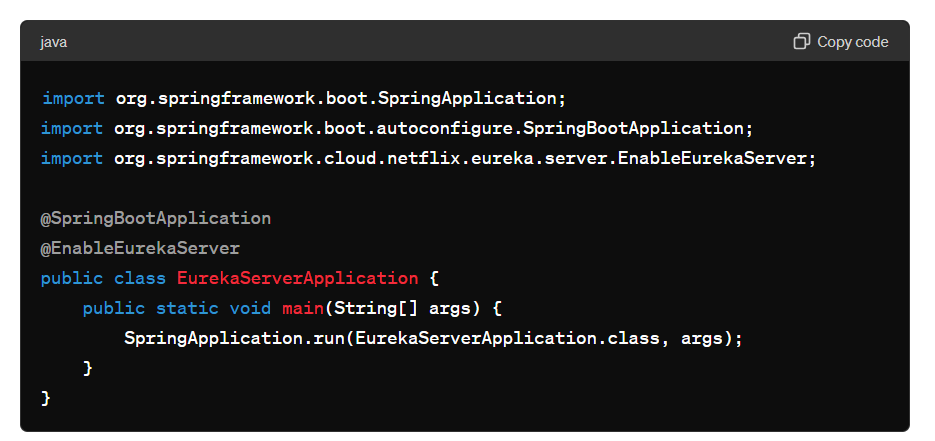 java
Copy code
import org.springframework.boot.SpringApplication;
import org.springframework.boot.autoconfigure.SpringBootApplication;
import org.springframework.cloud.netflix.eureka.server.EnableEurekaServer;
@SpringBootApplication
@EnableEurekaServer
public class EurekaServerApplication {
    public static void main(String[] args) {
        SpringApplication.run(EurekaServerApplication.class, args);
    }
}